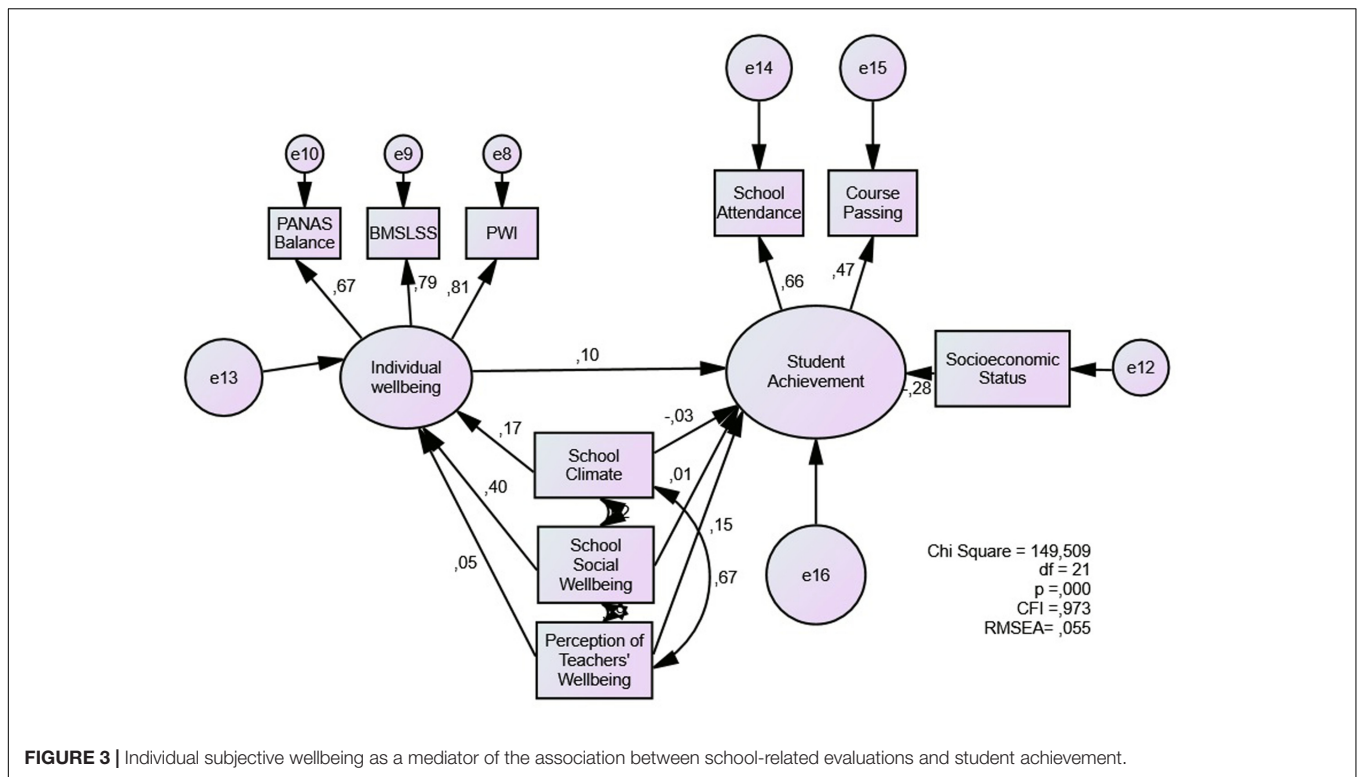 e14
e15
e10
e9
e8
School
Attendance
Course
Passing
PANAS
Balance
BMSLSS
PWI
,67
,79
,81
,66
,47
e13
Individual
wellbeing
,10
Student
Achievement
Socioeconomic
Status
e12
-,28
,17
-,03
School
Climate
,40
,01
,15
School
Social
Wellbeing
,05
,67
e16
Perception of
Teachers'
Wellbeing
Chi Square = 149,509
df = 21
p =,000
CFI =,973
RMSEA= ,055
FIGURE 3 | Individual subjective wellbeing as a mediator of the association between school-related evaluations and student achievement.